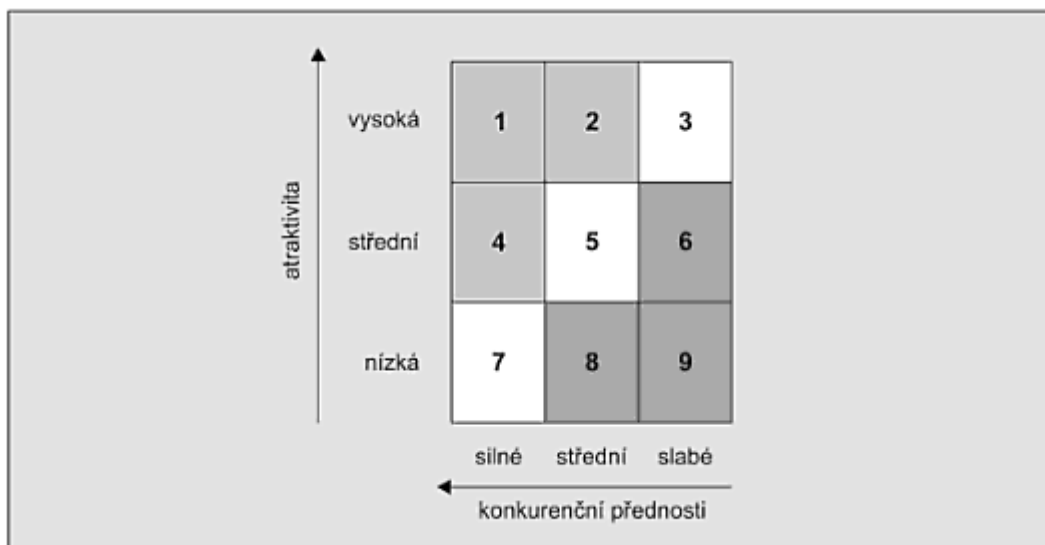 vysoká 1 2 3
střední 4 5 6
atraktivita
nízká 7 8 9
silné střední slabé
konkurenční přednosti